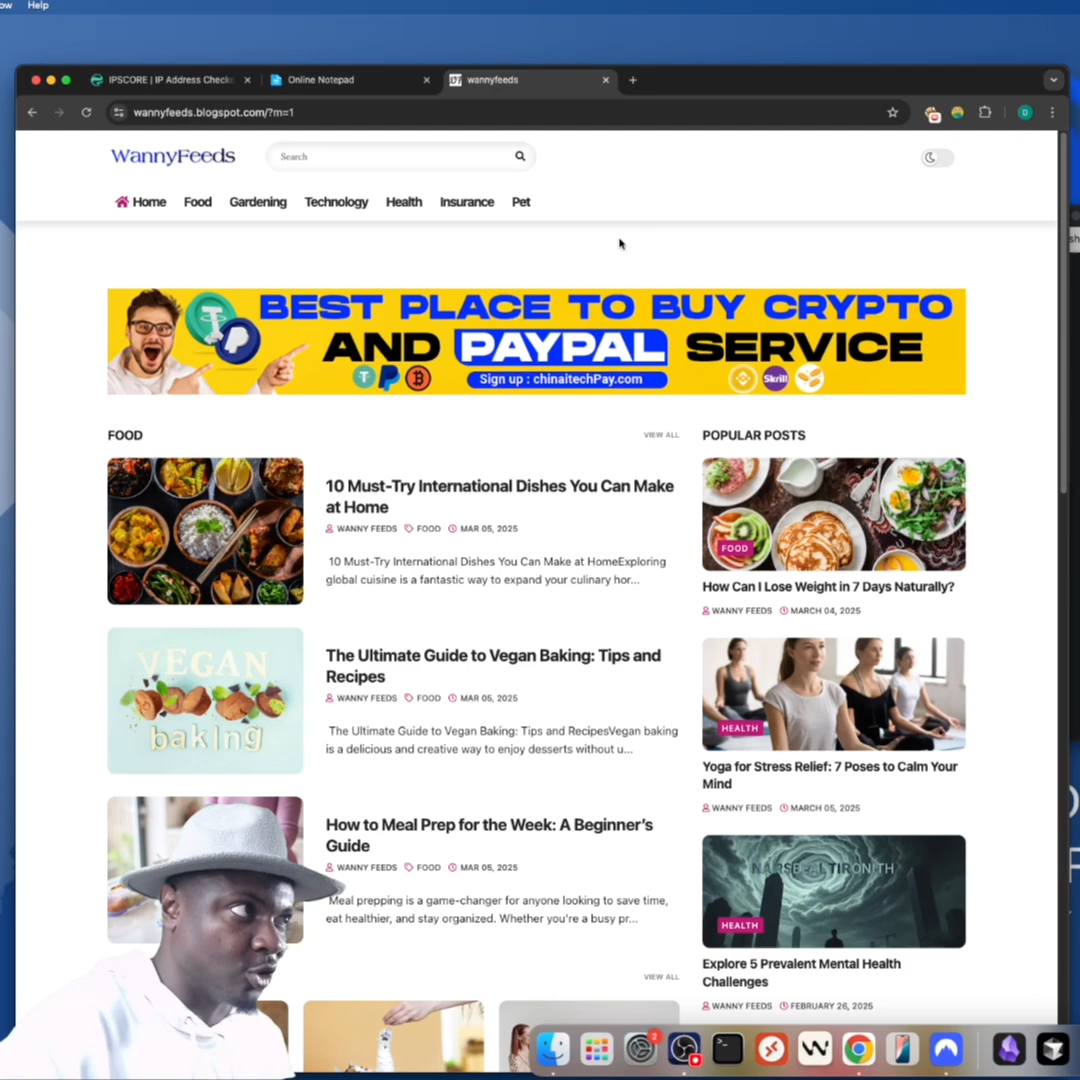 ow Help
IPSCORE | IP Address Checke
Online Notepad
wannyfeeds
wannyfeeds.blogspot.com/?m=1
D
WannyFeeds
Search
Home Food Gardening Technology Health Insurance Pet
BEST PLACE TO BUY CRYPTO
AND PAYPAL SERVICE
Sign up : chinaitechPay.com
Skrill
FOOD
VIEW ALL
10 Must-Try International Dishes You Can Make
at Home
WANNY FEEDS FOOD MAR 05, 2025
10 Must-Try International Dishes You Can Make at HomeExploring
global cuisine is a fantastic way to expand your culinary hor...
VEGAN
baking
The Ultimate Guide to Vegan Baking: Tips and
Recipes
WANNY FEEDS FOOD MAR 05, 2025
The Ultimate Guide to Vegan Baking: Tips and RecipesVegan baking
is a delicious and creative way to enjoy desserts without u...
How to Meal Prep for the Week: A Beginner's
Guide
WANNY FEEDS FOOD MAR 05, 2025
Meal prepping is a game-changer for anyone looking to save time,
eat healthier, and stay organized. Whether you're a busy pr...
VIEW ALL
POPULAR POSTS
FOOD
How Can I Lose Weight in 7 Days Naturally?
WANNY FEEDS MARCH 04, 2025
HEALTH
Yoga for Stress Relief: 7 Poses to Calm Your
Mind
WANNY FEEDS MARCH 05, 2025
HEALTH
Explore 5 Prevalent Mental Health
Challenges
WANNY FEEDS FEBRUARY 26, 2025
2